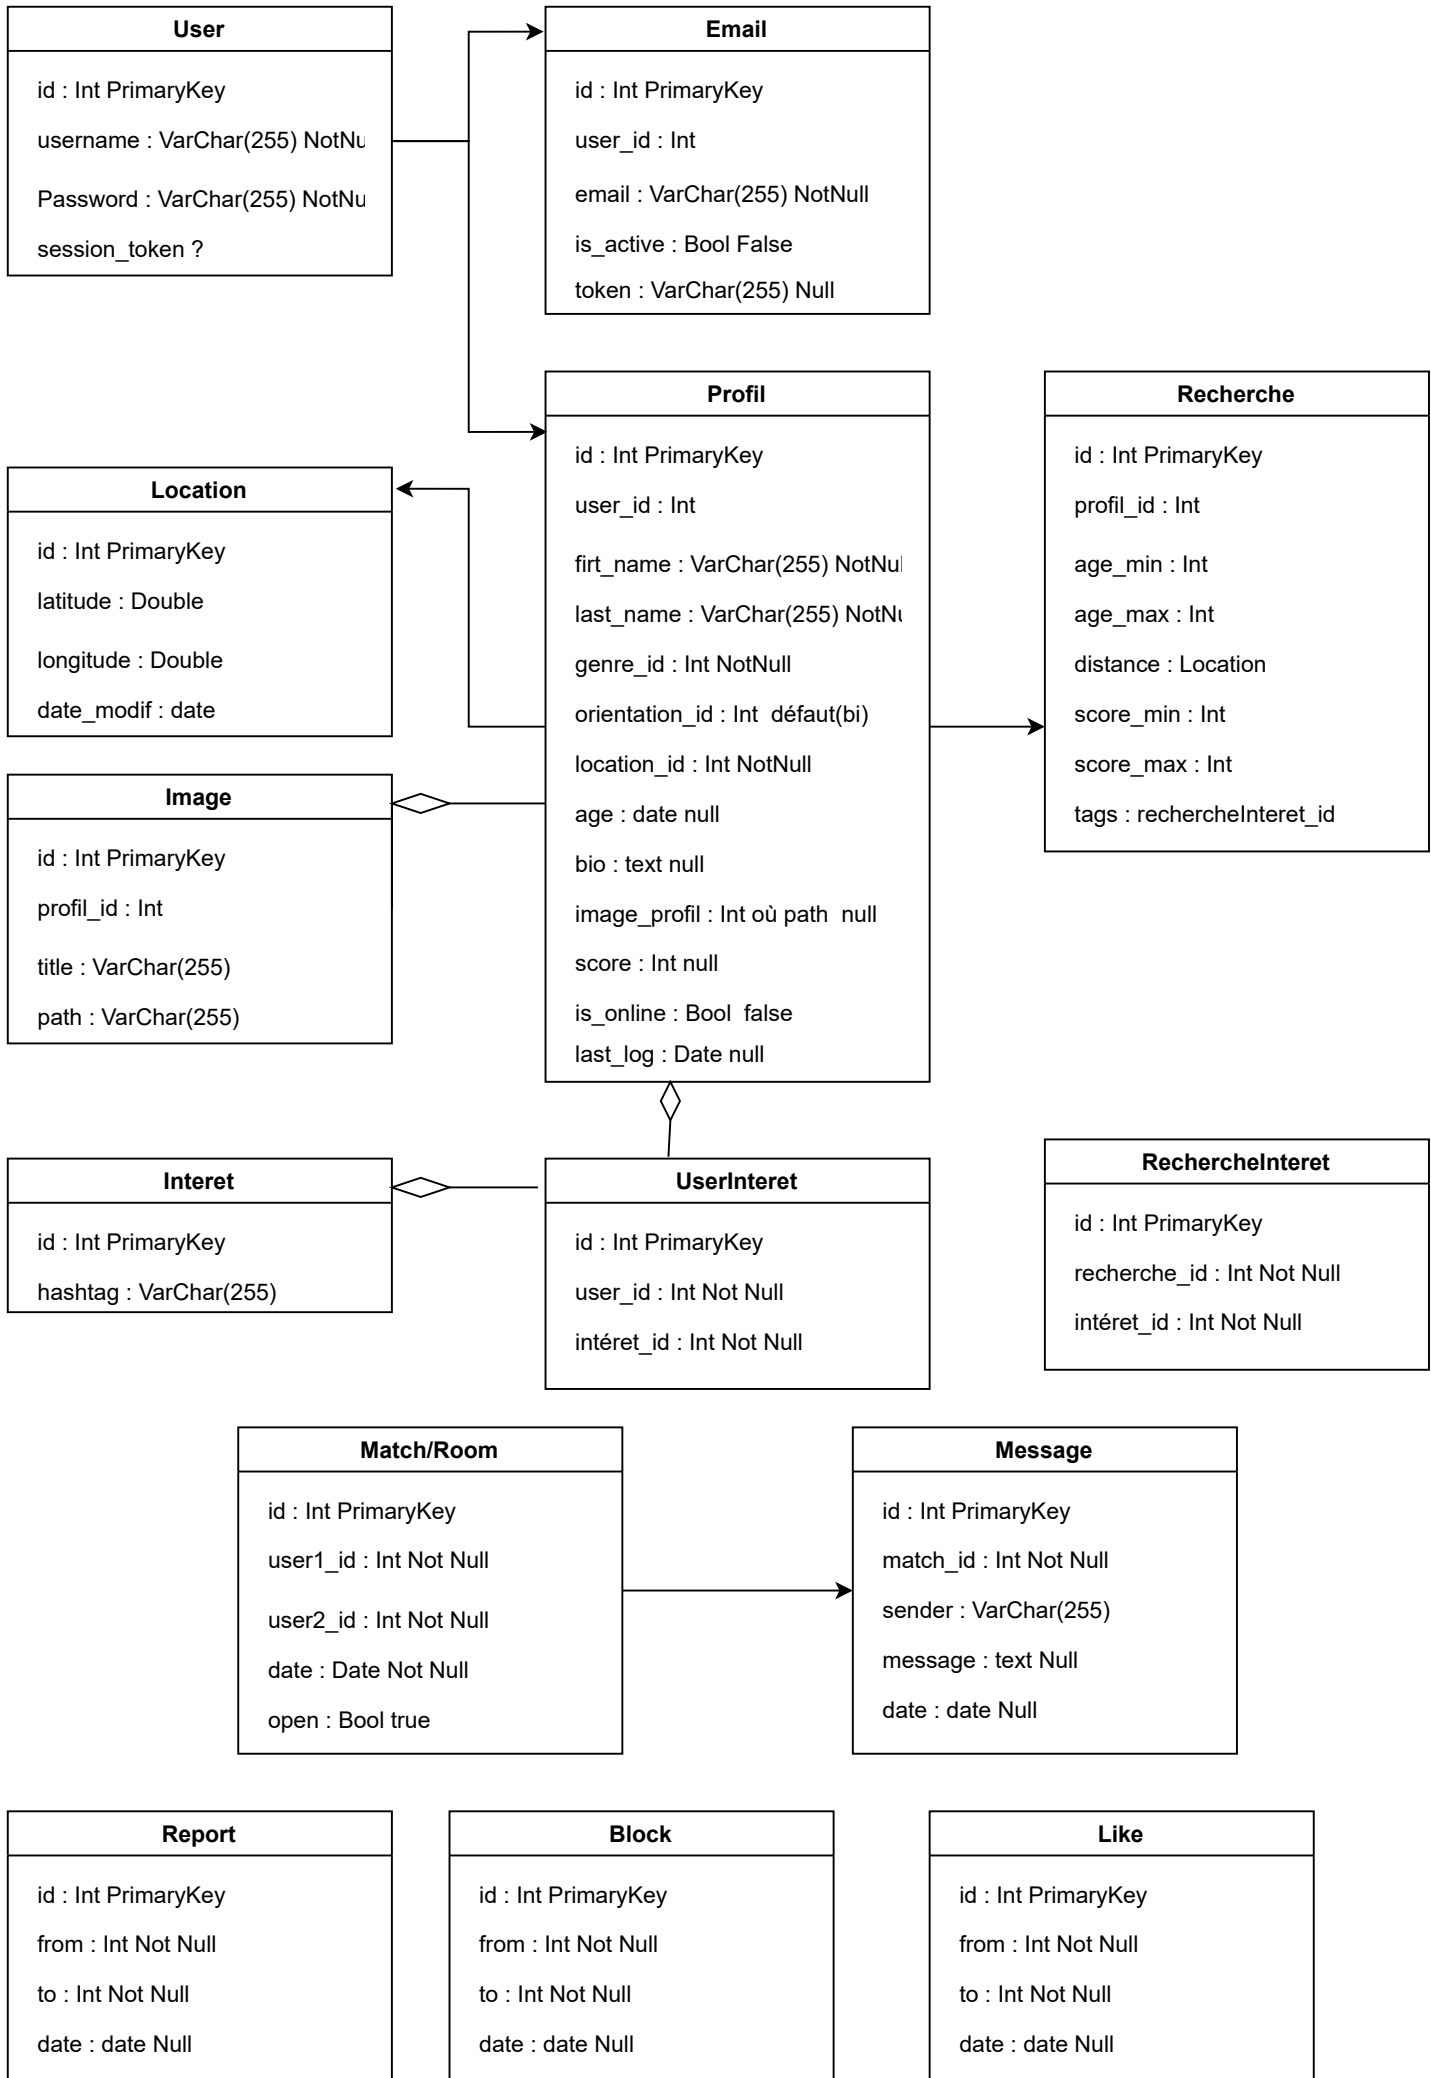 User
id : Int PrimaryKey
username : VarChar(255) NotNu
Password : VarChar(255) NotNu
session_token ?
Email
id : Int PrimaryKey
user_id : Int
email : VarChar(255) NotNull
is_active : Bool False
token : VarChar(255) Null
Profil
id : Int PrimaryKey
user_id : Int
firt_name : VarChar(255) NotNul
last_name : VarChar(255) NotNu
genre_id : Int NotNull
orientation_id : Int  défaut(bi)
location_id : Int NotNull
age : date null
bio : text null
image_profil : Int où path  null
score : Int null
is_online : Bool  false
last_log : Date null
Recherche
id : Int PrimaryKey
profil_id : Int
age_min : Int
age_max : Int
distance : Location
score_min : Int
score_max : Int
tags : rechercheInteret_id
Location
id : Int PrimaryKey
latitude : Double
longitude : Double
date_modif : date
Image
id : Int PrimaryKey
profil_id : Int
title : VarChar(255)
path : VarChar(255)
Interet
id : Int PrimaryKey
hashtag : VarChar(255)
UserInteret
id : Int PrimaryKey
user_id : Int Not Null
intéret_id : Int Not Null
RechercheInteret
id : Int PrimaryKey
recherche_id : Int Not Null
intéret_id : Int Not Null
Match/Room
id : Int PrimaryKey
user1_id : Int Not Null
user2_id : Int Not Null
date : Date Not Null
open : Bool true
Message
id : Int PrimaryKey
match_id : Int Not Null
sender : VarChar(255)
message : text Null
date : date Null
Report
id : Int PrimaryKey
from : Int Not Null
to : Int Not Null
date : date Null
Block
id : Int PrimaryKey
from : Int Not Null
to : Int Not Null
date : date Null
Like
id : Int PrimaryKey
from : Int Not Null
to : Int Not Null
date : date Null